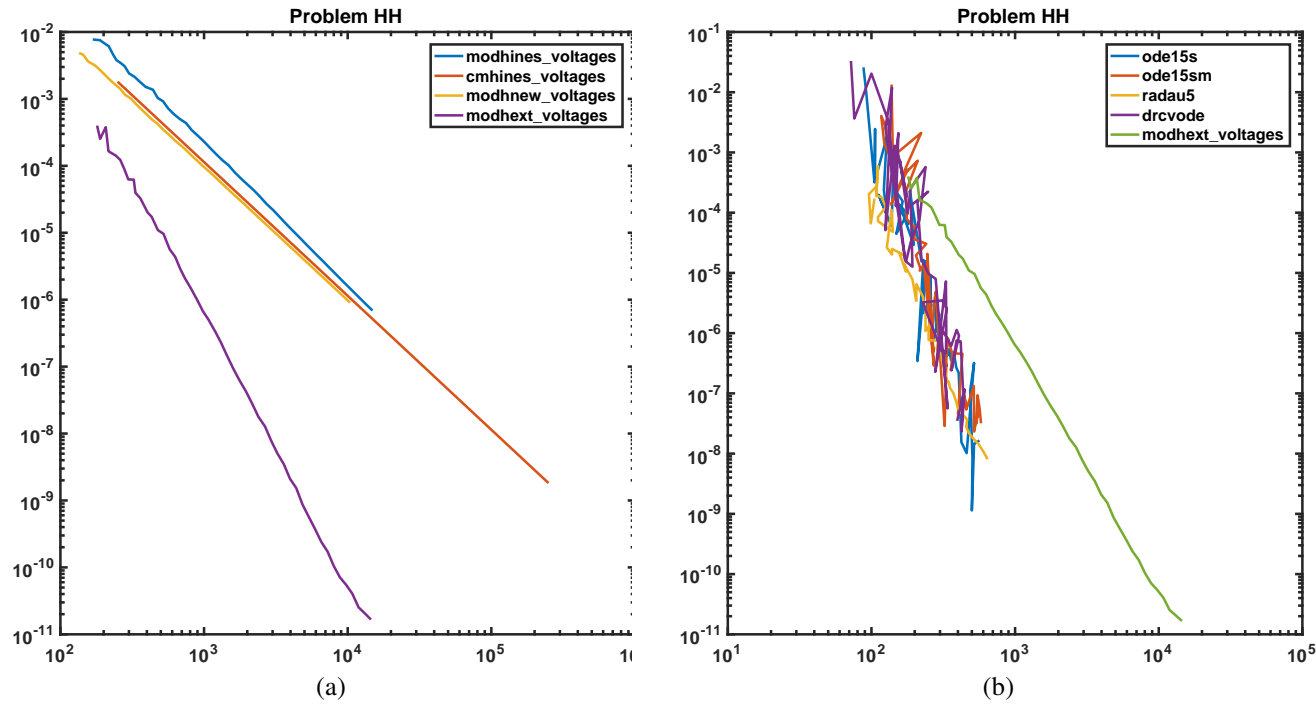 Problem HH
10^-2
10^-3
10^-4
10^-5
10^-6
10^-7
10^-8
10^-9
10^-10
10^-11
10^2
10^3
10^4
10^5
modhines_voltages
cmhines_voltages
modhnew_voltages
modhext_voltages
(a)
Problem HH
10^-1
10^-2
10^-3
10^-4
10^-5
10^-6
10^-7
10^-8
10^-9
10^-10
10^-11
10^1
10^2
10^3
10^4
10^5
ode15s
ode15sm
radau5
drcvode
modhext_voltages
(b)